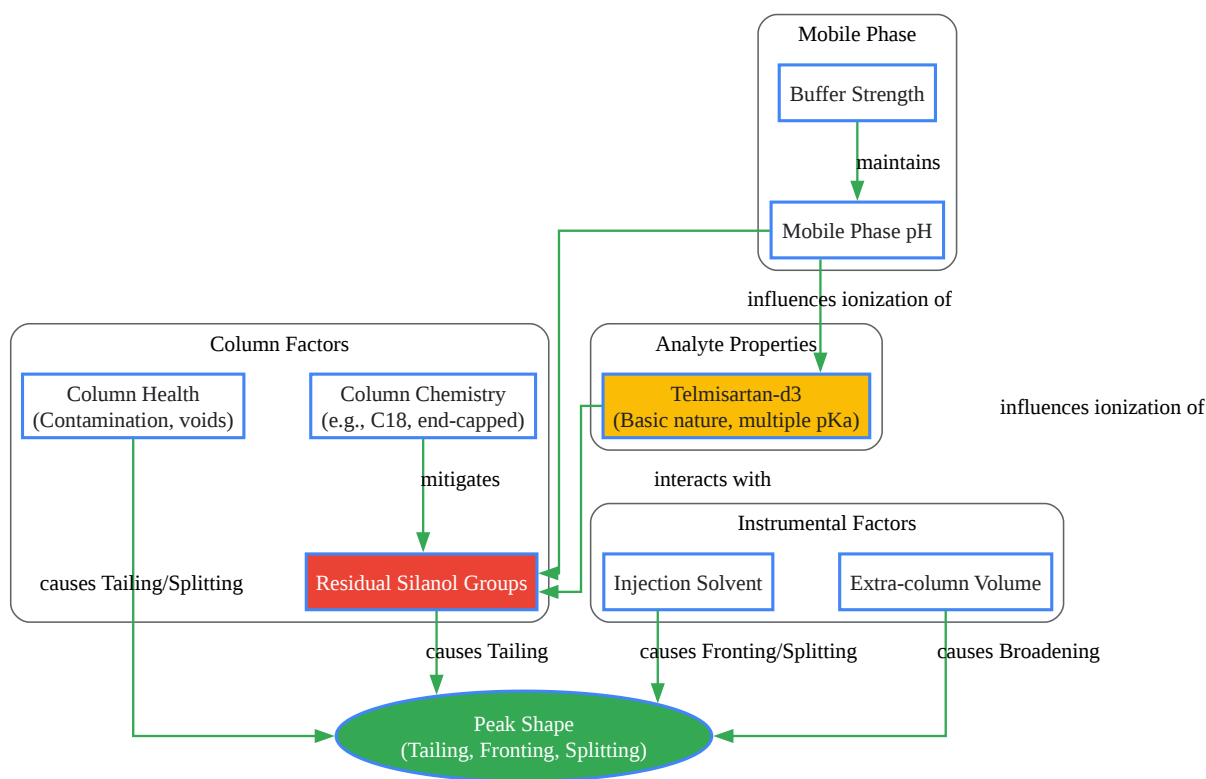 Mobile Phase
Buffer Strength
maintains
Mobile Phase pH
influences ionization of
Column Factors
Analyte Properties
Column Health
(Contamination, voids)
Column Chemistry
(e.g., C18, end-capped)
Telmisartan-d3
(Basic nature, multiple pKa)
influences ionization of
mitigates
interacts with
Instrumental Factors
causes Tailing/Splitting
Residual Silanol Groups
Injection Solvent
Extra-column Volume
causes Tailing
causes Fronting/Splitting
causes Broadening
Peak Shape
(Tailing, Fronting, Splitting)